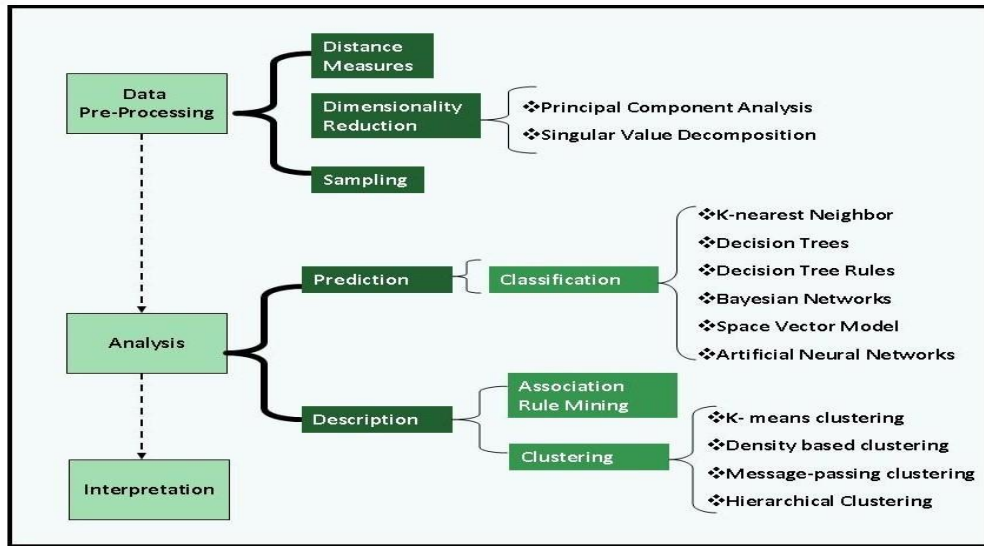 Data
Pre-Processing
Distance
Measures
Dimensionality
Reduction
❖Principal Component Analysis
❖Singular Value Decomposition
Sampling
Analysis
Prediction
Classification
❖K-nearest Neighbor
❖Decision Trees
❖Decision Tree Rules
❖Bayesian Networks
❖Space Vector Model
❖Artificial Neural Networks
Description
Association
Rule Mining
Clustering
❖K- means clustering
❖Density based clustering
❖Message-passing clustering
❖Hierarchical Clustering
Interpretation